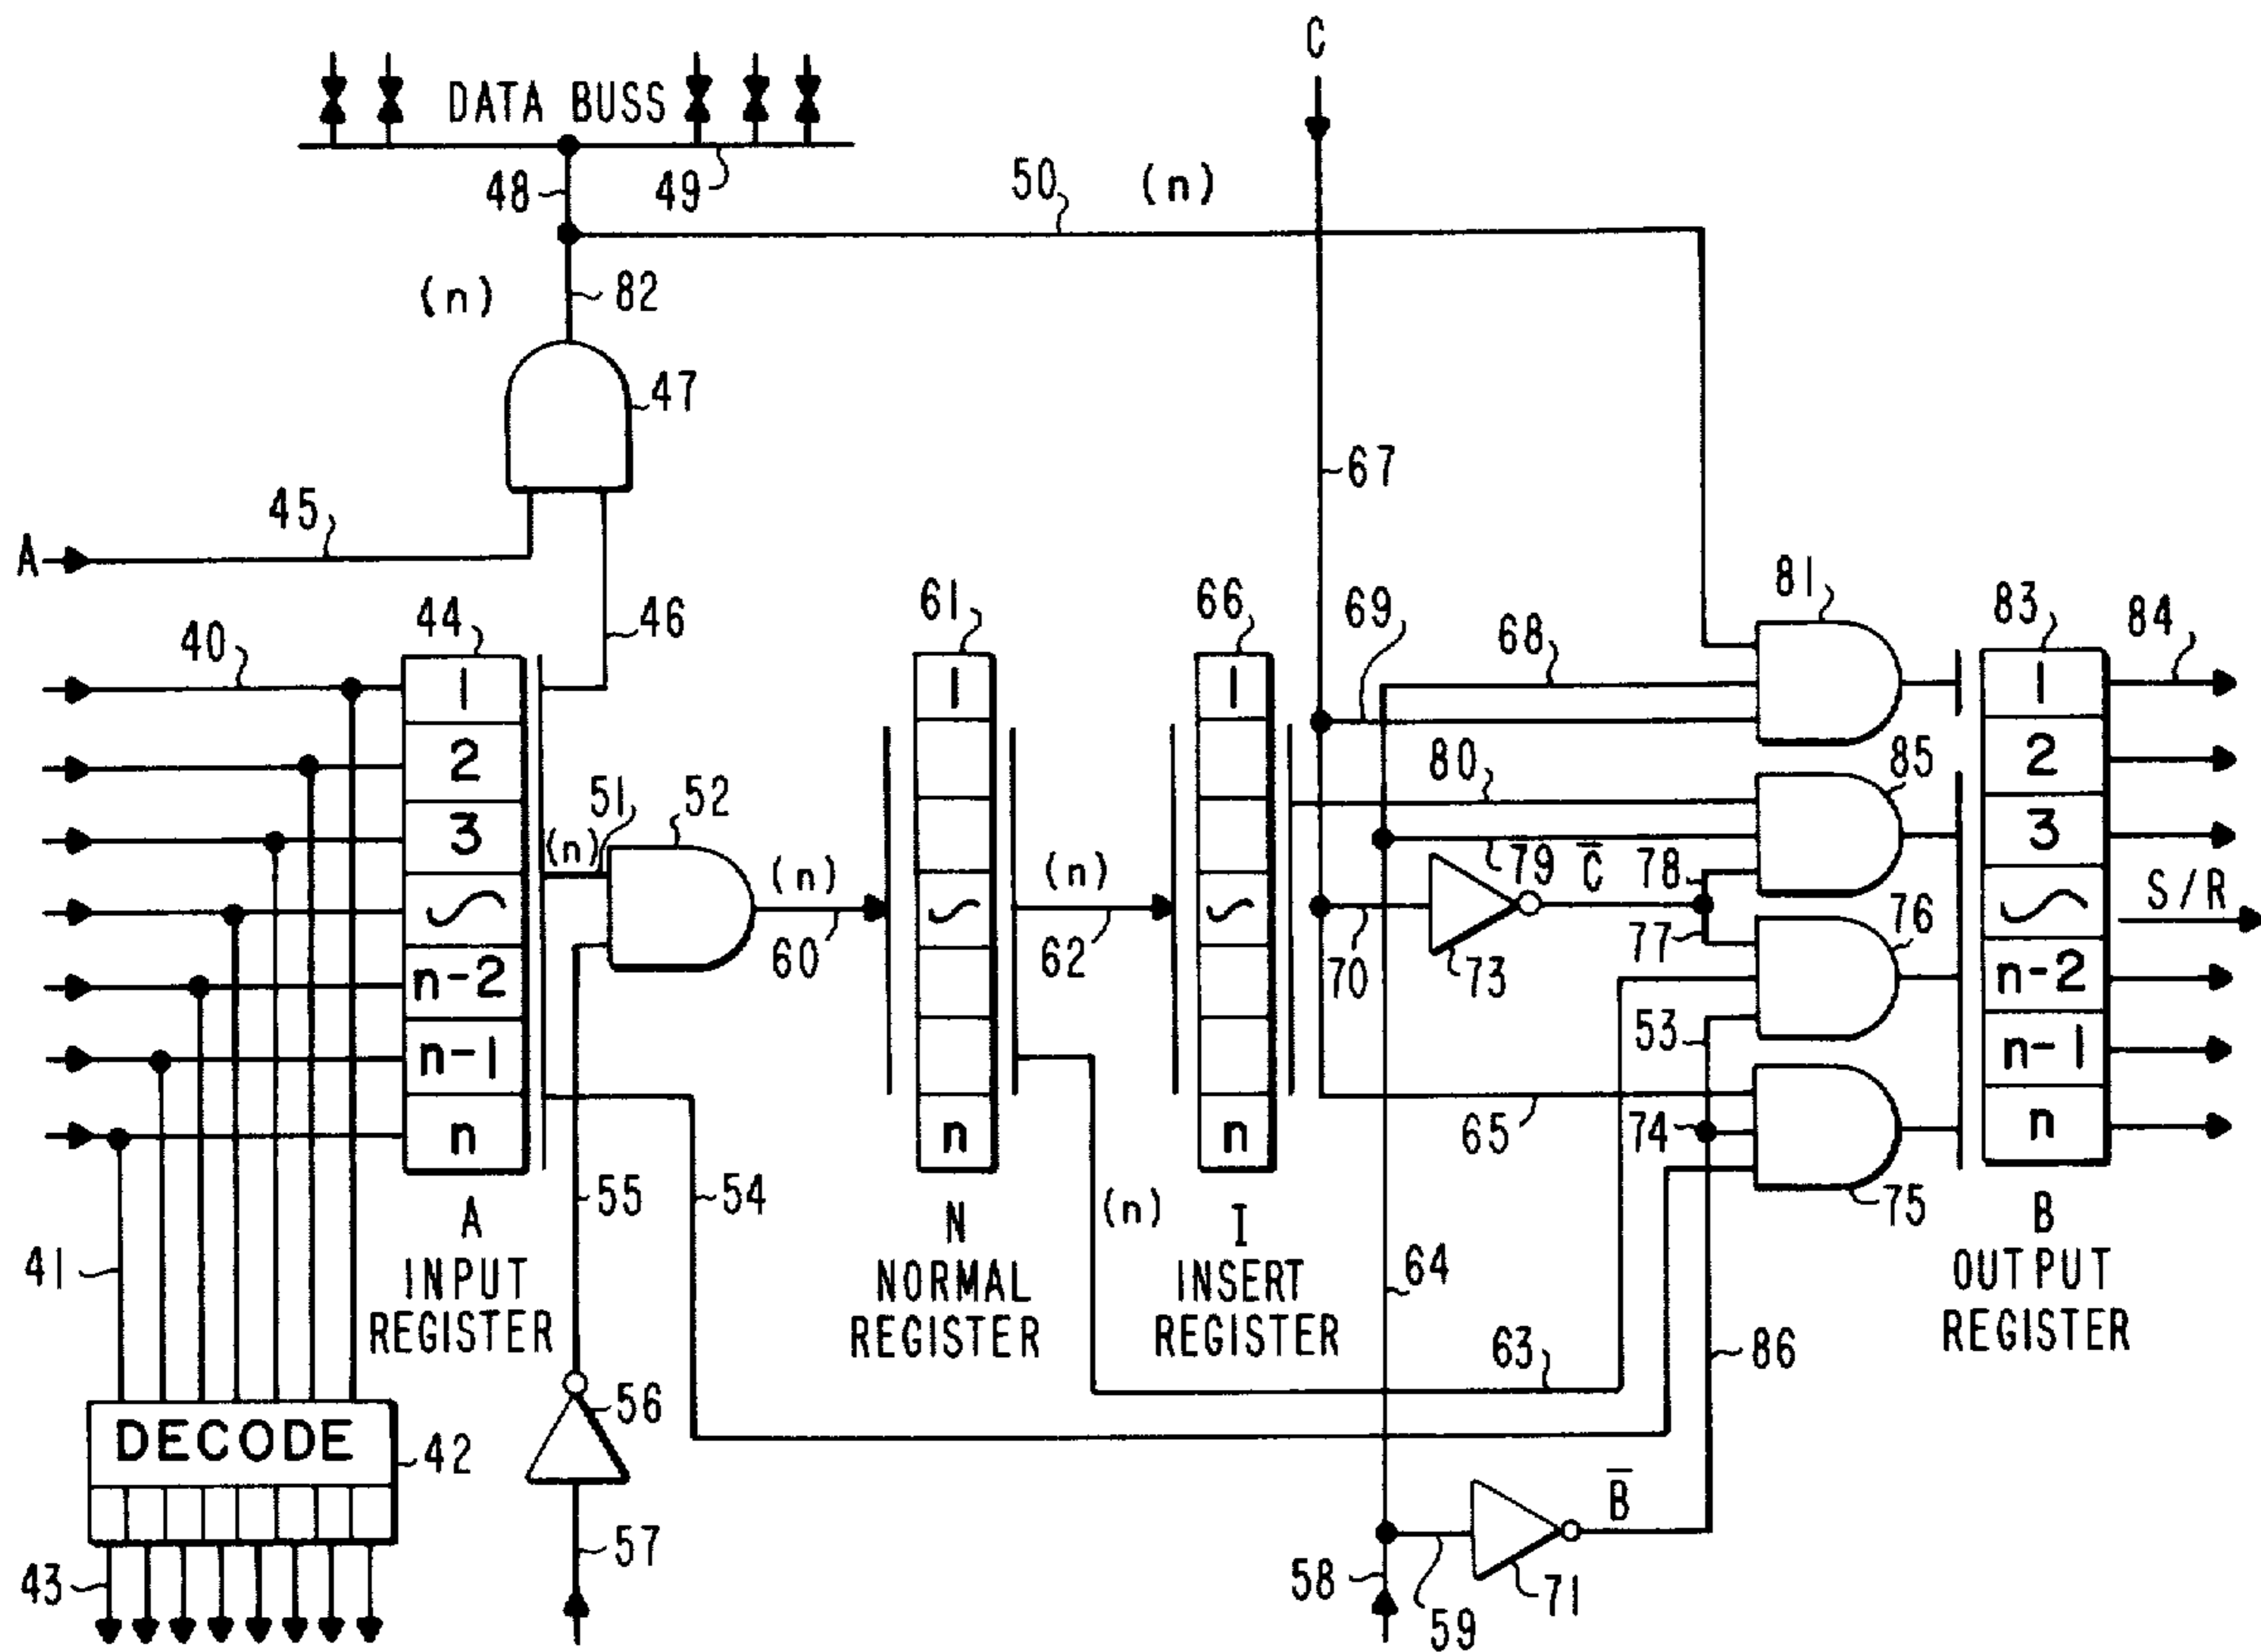 C
DATA BUSS
48
49
50
(n)
(n)
82
47
67
45
A
46
40
44
61
66
69
68
81
83
84
1
2
3
n-2
n-1
n
51
(n)
52
(n)
60
1
n
(n)
62
1
n
80
79
C̅
78
85
70
73
77
76
53
74
65
75
1
2
3
S/R
n-2
n-1
n
55
54
(n)
A
INPUT
REGISTER
N
NORMAL
REGISTER
I
INSERT
REGISTER
B
OUTPUT
REGISTER
41
64
63
86
DECODE
42
56
43
57
58
59
71
B̅